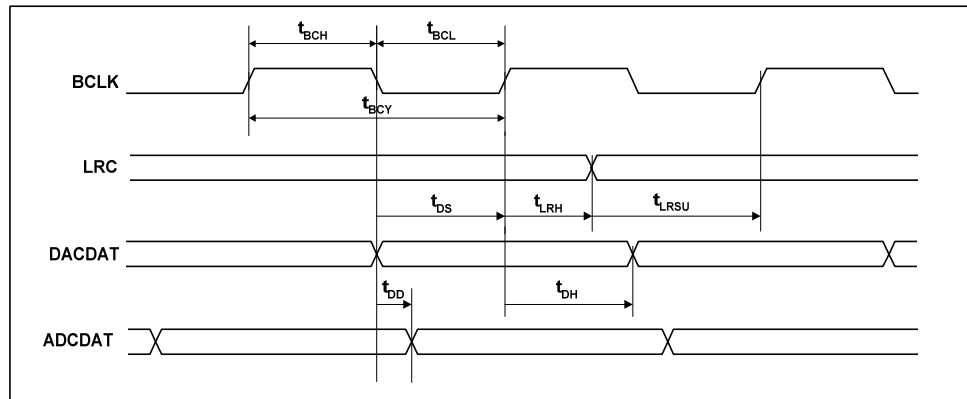 tBCH tBCL
BCLK
tBCY
LRC
tDS tLRH tLRSU
DACDAT
tDD tDH
ADCDAT